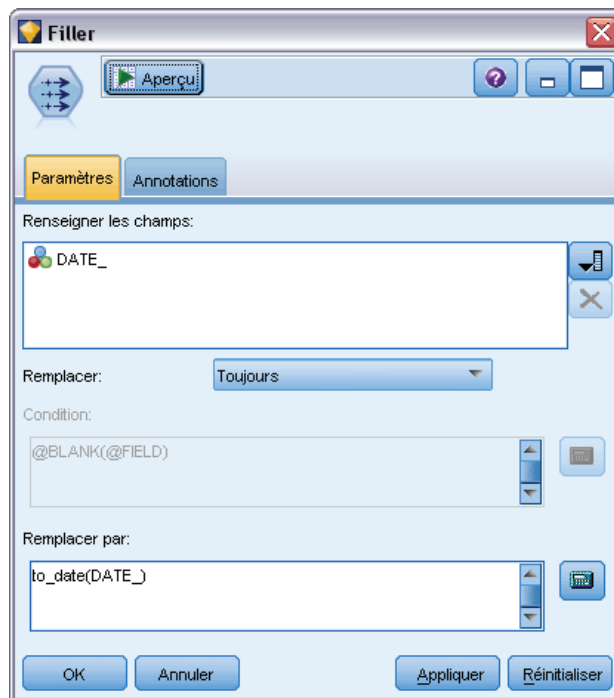 Filler
Aperçu
?
Paramètres
Annotations
Renseigner les champs:
DATE_
Remplacer:
Toujours
Condition:
@BLANK(@FIELD)
Remplacer par:
to_date(DATE_)
OK
Annuler
Appliquer
Réinitialiser